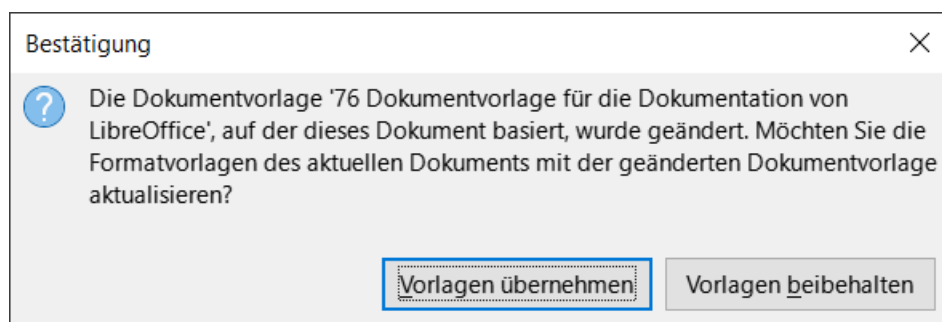 Bestätigung
Die Dokumentvorlage '76 Dokumentvorlage für die Dokumentation von
LibreOffice', auf der dieses Dokument basiert, wurde geändert. Möchten Sie die
Formatvorlagen des aktuellen Dokuments mit der geänderten Dokumentvorlage
aktualisieren?
Vorlagen übernehmen Vorlagen beibehalten